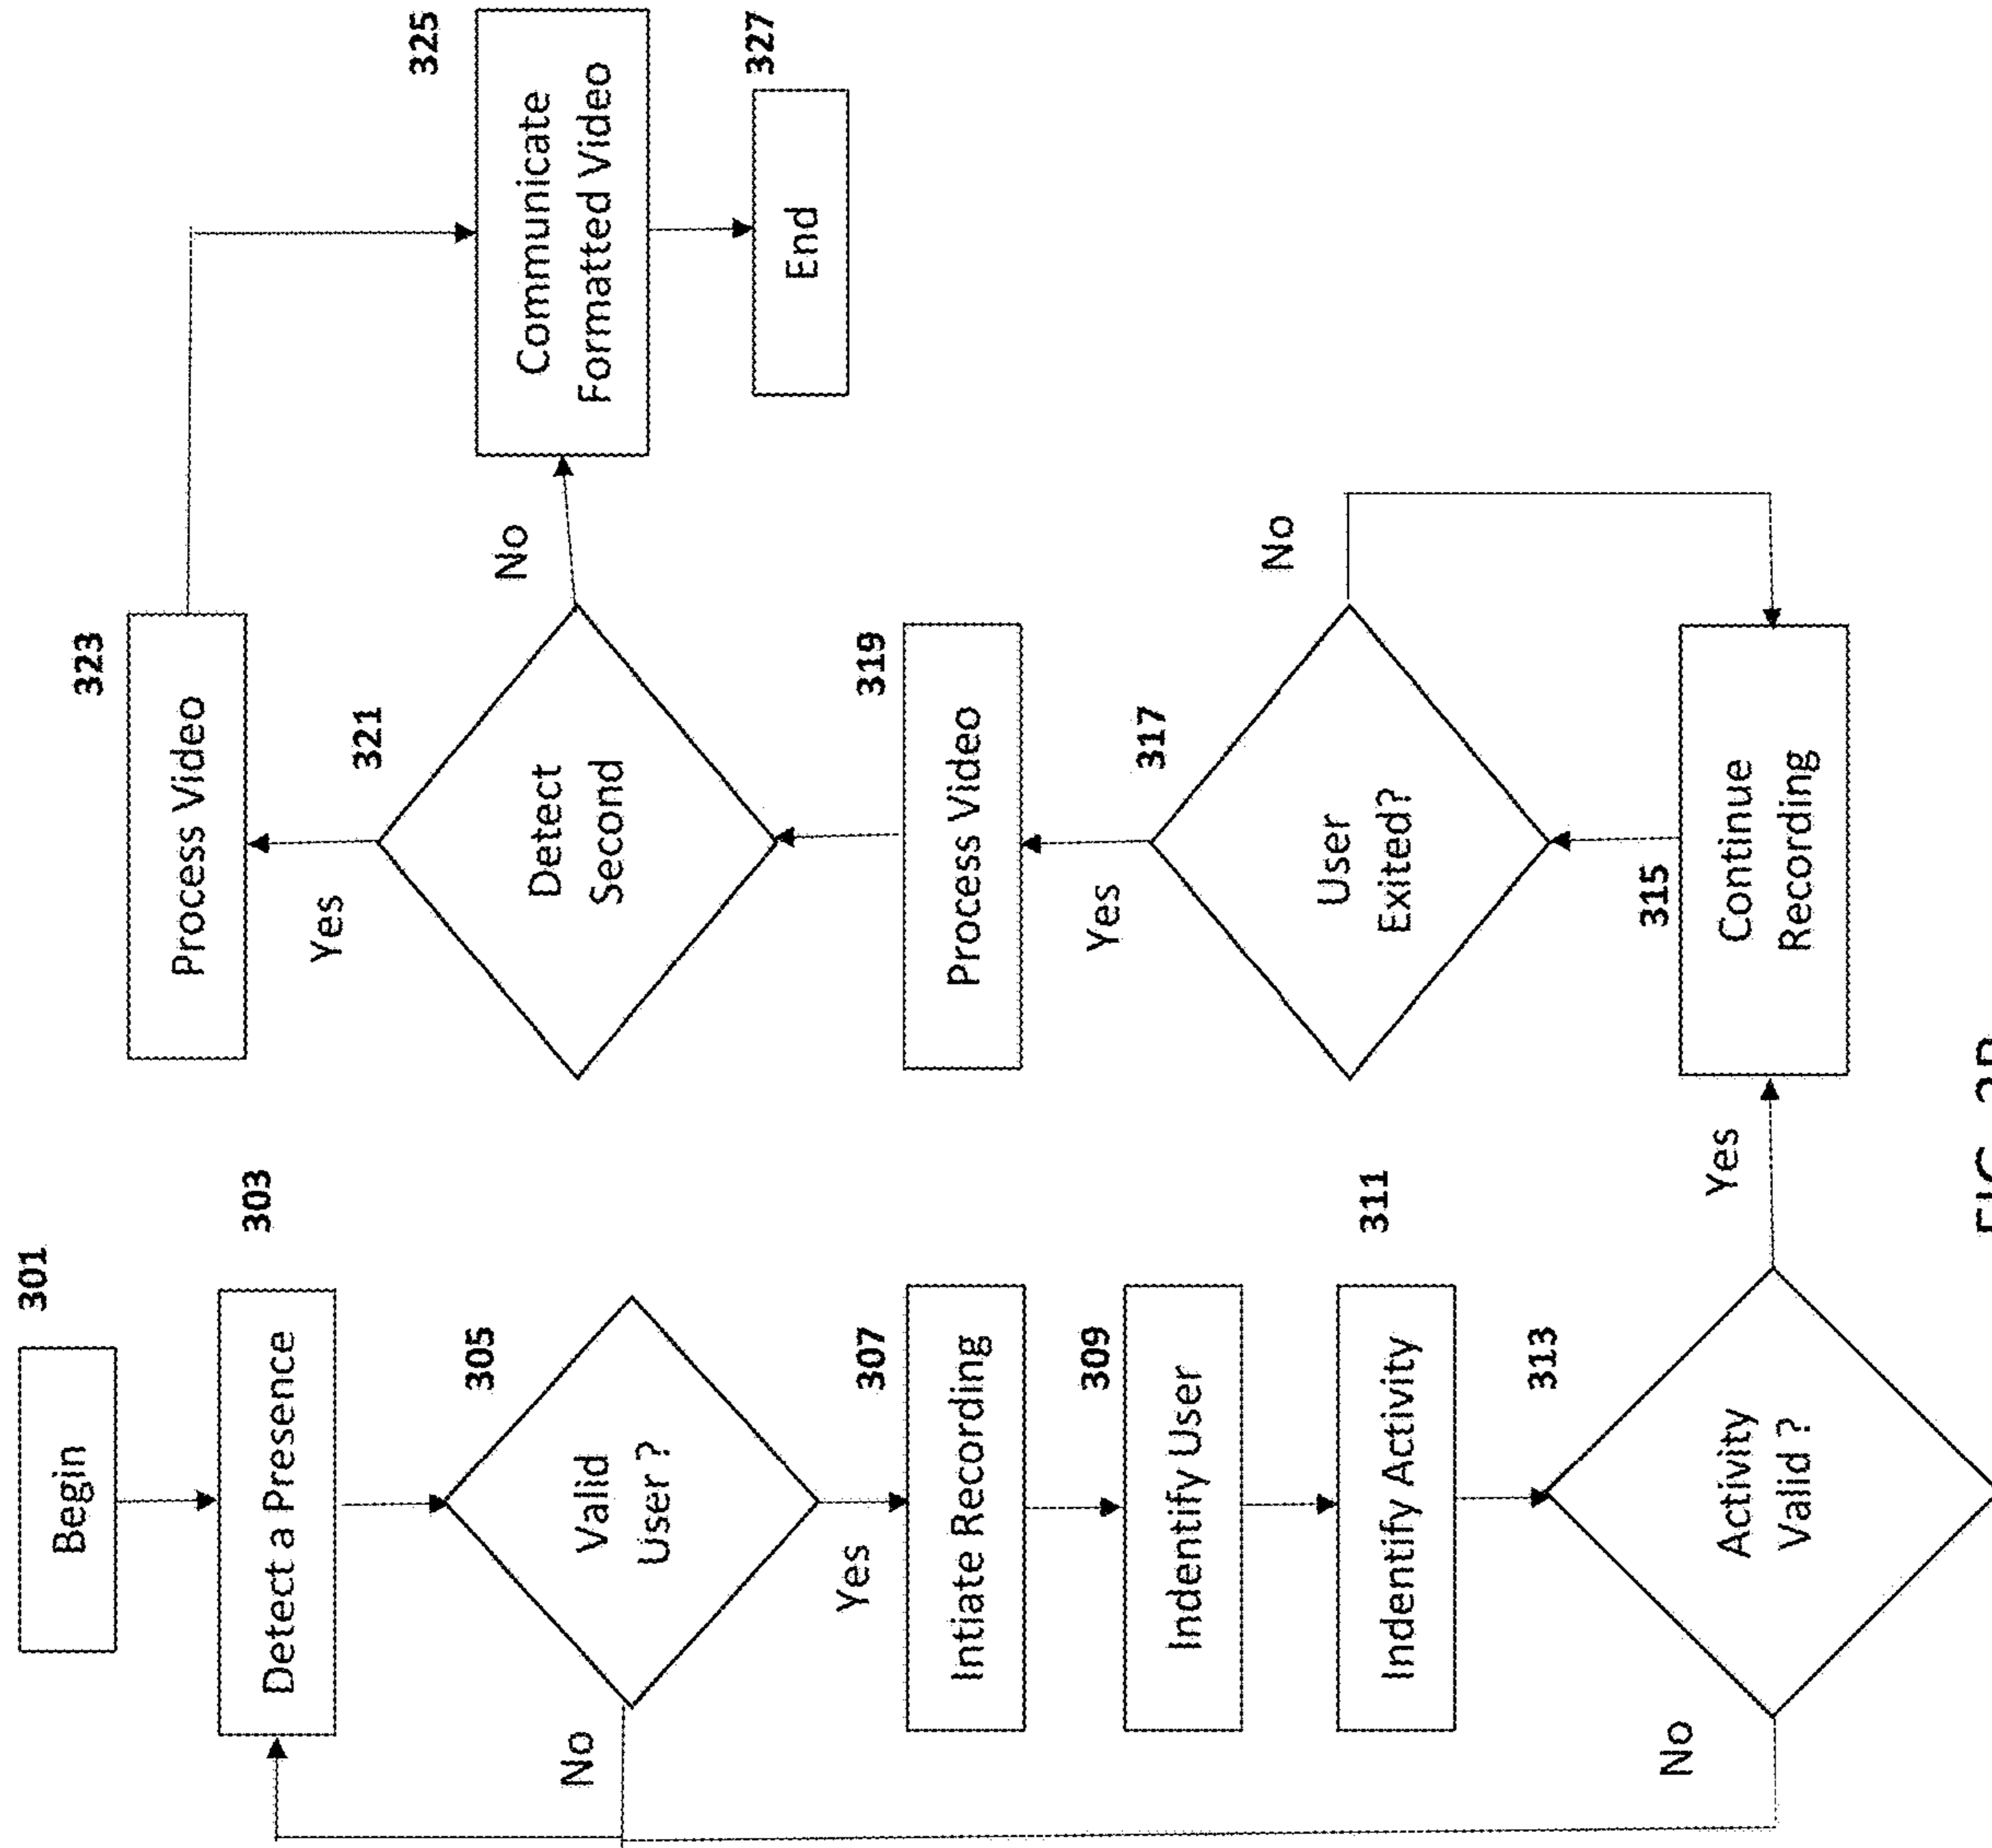 301
Begin
303
Detect a Presence
305
Valid
User ?
No
Yes
307
Intiate Recording
309
Indentify User
311
Indentify Activity
313
Activity
Valid ?
No
Yes
315
Continue
Recording
317
User
Exited?
No
Yes
319
Process Video
321
Detect
Second
No
Yes
323
Process Video
325
Communicate
Formatted Video
327
End